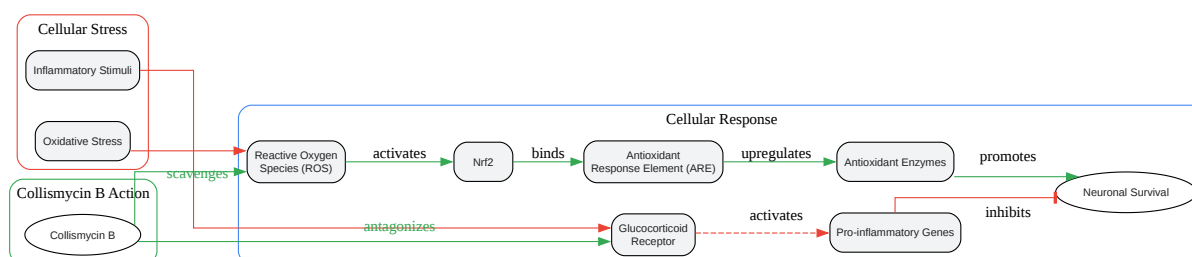 Cellular Stress
Inflammatory Stimuli
Oxidative Stress
Collismycin B Action
Collismycin B
Cellular Response
Reactive Oxygen
Species (ROS)
activates
Nrf2
binds
Antioxidant
Response Element (ARE)
upregulates
Antioxidant Enzymes
promotes
Neuronal Survival
scavenges
antagonizes
Glucocorticoid
Receptor
activates
Pro-inflammatory Genes
inhibits